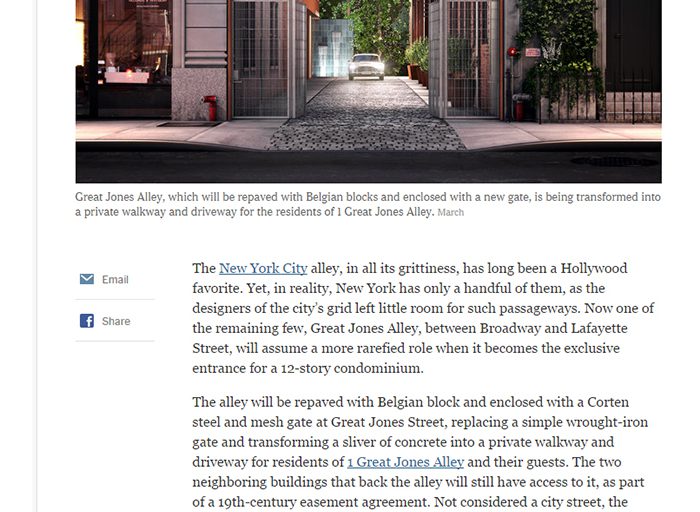 Great Jones Alley, which will be repaved with Belgian blocks and enclosed with a new gate, is being transformed into
a private walkway and driveway for the residents of 1 Great Jones Alley. March
Email
Share
The New York City alley, in all its grittiness, has long been a Hollywood
favorite. Yet, in reality, New York has only a handful of them, as the
designers of the city's grid left little room for such passageways. Now one of
the remaining few, Great Jones Alley, between Broadway and Lafayette
Street, will assume a more rarefied role when it becomes the exclusive
entrance for a 12-story condominium.
The alley will be repaved with Belgian block and enclosed with a Corten
steel and mesh gate at Great Jones Street, replacing a simple wrought-iron
gate and transforming a sliver of concrete into a private walkway and
driveway for residents of 1 Great Jones Alley and their guests. The two
neighboring buildings that back the alley will still have access to it, as part
of a 19th-century easement agreement. Not considered a city street, the